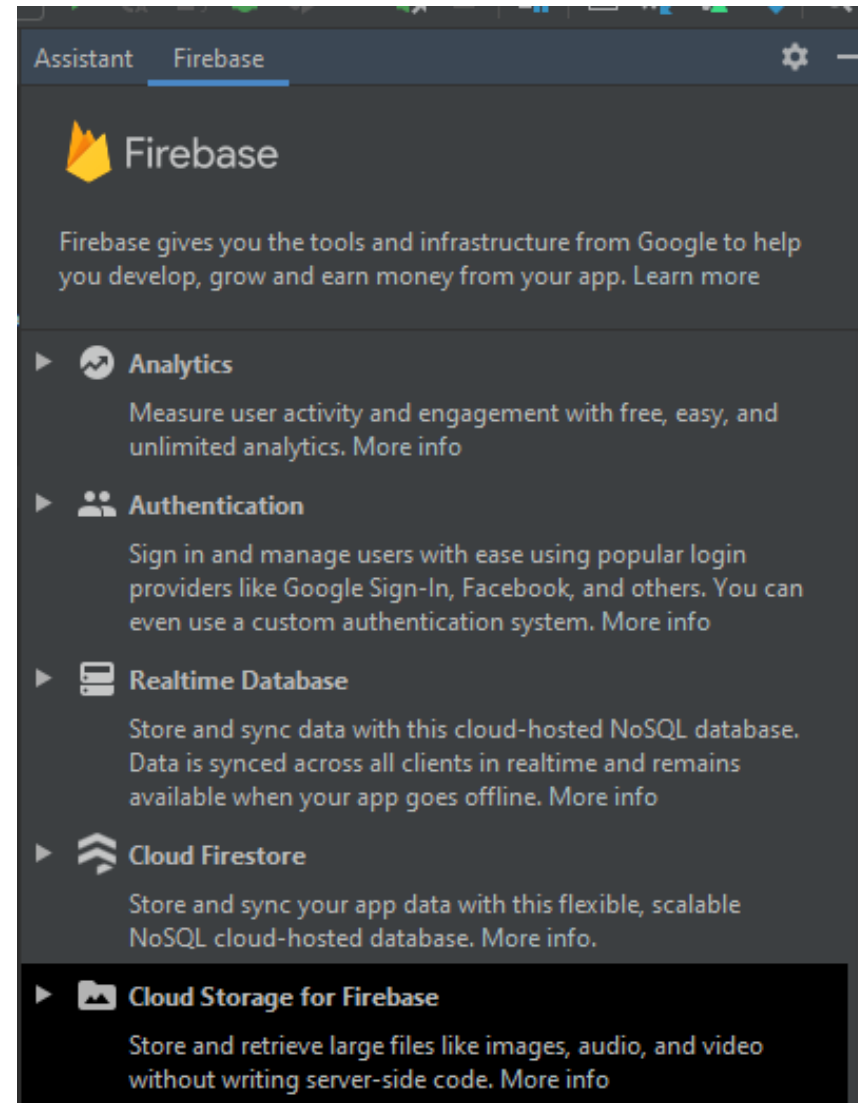 Assistant Firebase
Firebase
Firebase gives you the tools and infrastructure from Google to help
you develop, grow and earn money from your app. Learn more
Analytics
Measure user activity and engagement with free, easy, and
unlimited analytics. More info
Authentication
Sign in and manage users with ease using popular login
providers like Google Sign-In, Facebook, and others. You can
even use a custom authentication system. More info
Realtime Database
Store and sync data with this cloud-hosted NoSQL database.
Data is synced across all clients in realtime and remains
available when your app goes offline. More info
Cloud Firestore
Store and sync your app data with this flexible, scalable
NoSQL cloud-hosted database. More info.
Cloud Storage for Firebase
Store and retrieve large files like images, audio, and video
without writing server-side code. More info